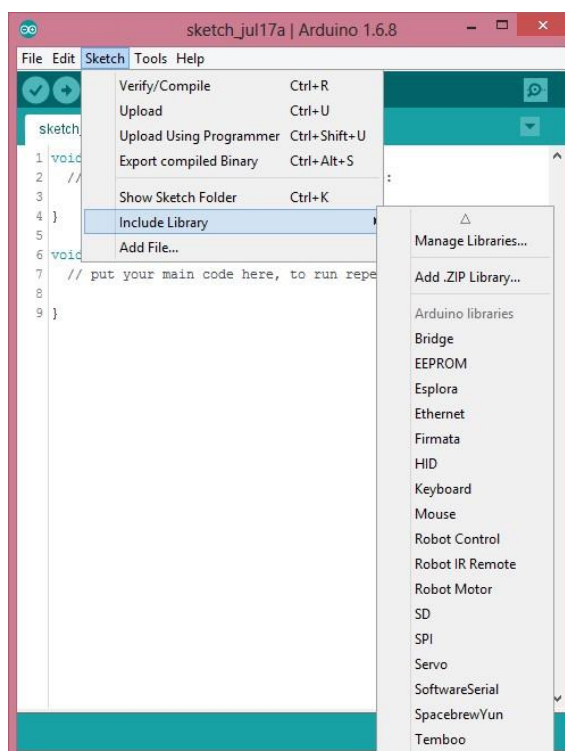 sketch_jul17a | Arduino 1.6.8
File Edit Sketch Tools Help
Verify/Compile Ctrl+R
Upload Ctrl+U
Upload Using Programmer Ctrl+Shift+U
Export compiled Binary Ctrl+Alt+S
Show Sketch Folder Ctrl+K
Include Library
Add File...
sketch_
1 void
2 // :
3
4 }
5
6 void
7 // put your main code here, to run repe
8
9 }
Manage Libraries...
Add .ZIP Library...
Arduino libraries
Bridge
EEPROM
Esplora
Ethernet
Firmata
HID
Keyboard
Mouse
Robot Control
Robot IR Remote
Robot Motor
SD
SPI
Servo
SoftwareSerial
SpacebrewYun
Temboo